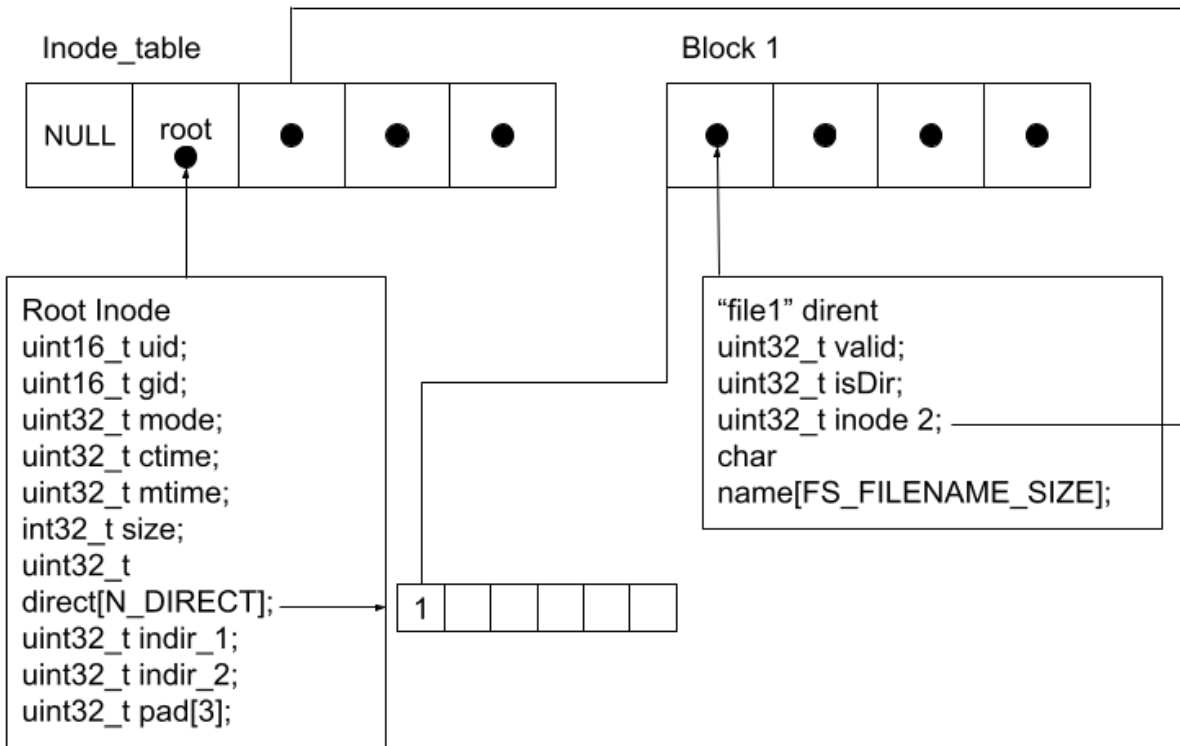 Inode_table
Block 1
NULL
root
Root Inode
uint16_t uid;
uint16_t gid;
uint32_t mode;
uint32_t ctime;
uint32_t mtime;
int32_t size;
uint32_t
direct[N_DIRECT];
uint32_t indir_1;
uint32_t indir_2;
uint32_t pad[3];
1
“file1” dirent
uint32_t valid;
uint32_t isDir;
uint32_t inode 2;
char
name[FS_FILENAME_SIZE];